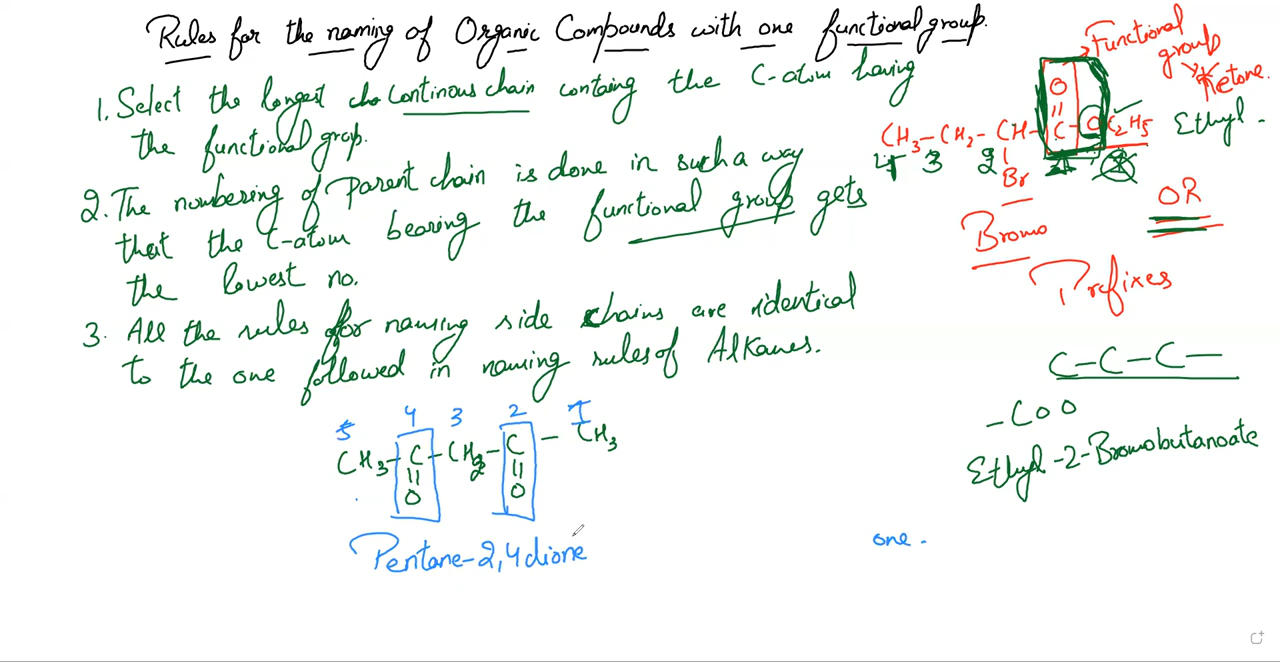 Rules for the naming of Organic Compounds with one functional group.
1. Select the longest cha continous chain containg the C-atom having
the functional group.
2. The numbering of parent chain is done in such a way
that the C-atom bearing the functional group gets
the lowest no.
3. All the rules for naming side chains are identical
to the one followed in naming rules of Alkanes.
5 4 3 2 1
CH3 - C - CH2 - C - CH3
|| ||
O O
Pentane-2,4dione
one.
Functional
group
Ketone.
O
||
CH3 - CH2 - CH - C - O C2H5 Ethyl -
4 3 2
Br
OR
Bromo
Prefixes
C - C - C -
- COO
Ethyl-2-Bromobutanoate